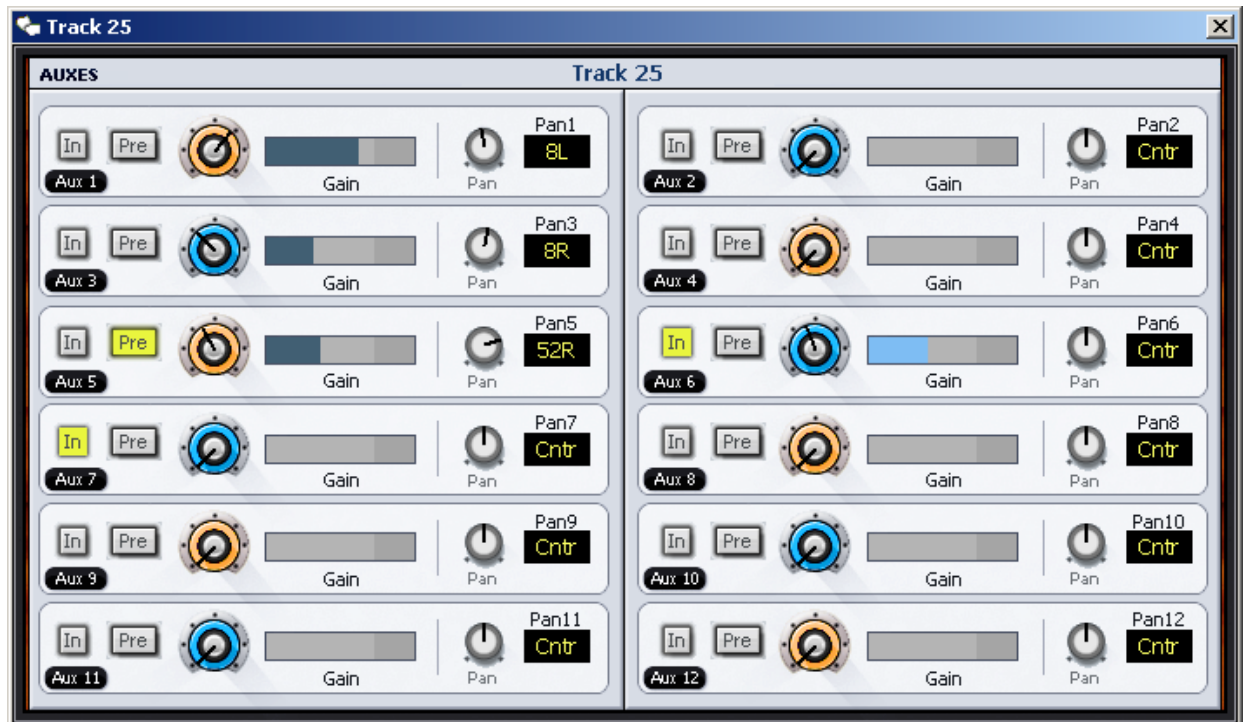 Track 25
AUXES Track 25
In Pre Pan1
8L
Aux 1 Gain Pan
In Pre Pan2
Cntr
Aux 2 Gain Pan
In Pre Pan3
8R
Aux 3 Gain Pan
In Pre Pan4
Cntr
Aux 4 Gain Pan
In Pre Pan5
52R
Aux 5 Gain Pan
In Pre Pan6
Cntr
Aux 6 Gain Pan
In Pre Pan7
Cntr
Aux 7 Gain Pan
In Pre Pan8
Cntr
Aux 8 Gain Pan
In Pre Pan9
Cntr
Aux 9 Gain Pan
In Pre Pan10
Cntr
Aux 10 Gain Pan
In Pre Pan11
Cntr
Aux 11 Gain Pan
In Pre Pan12
Cntr
Aux 12 Gain Pan